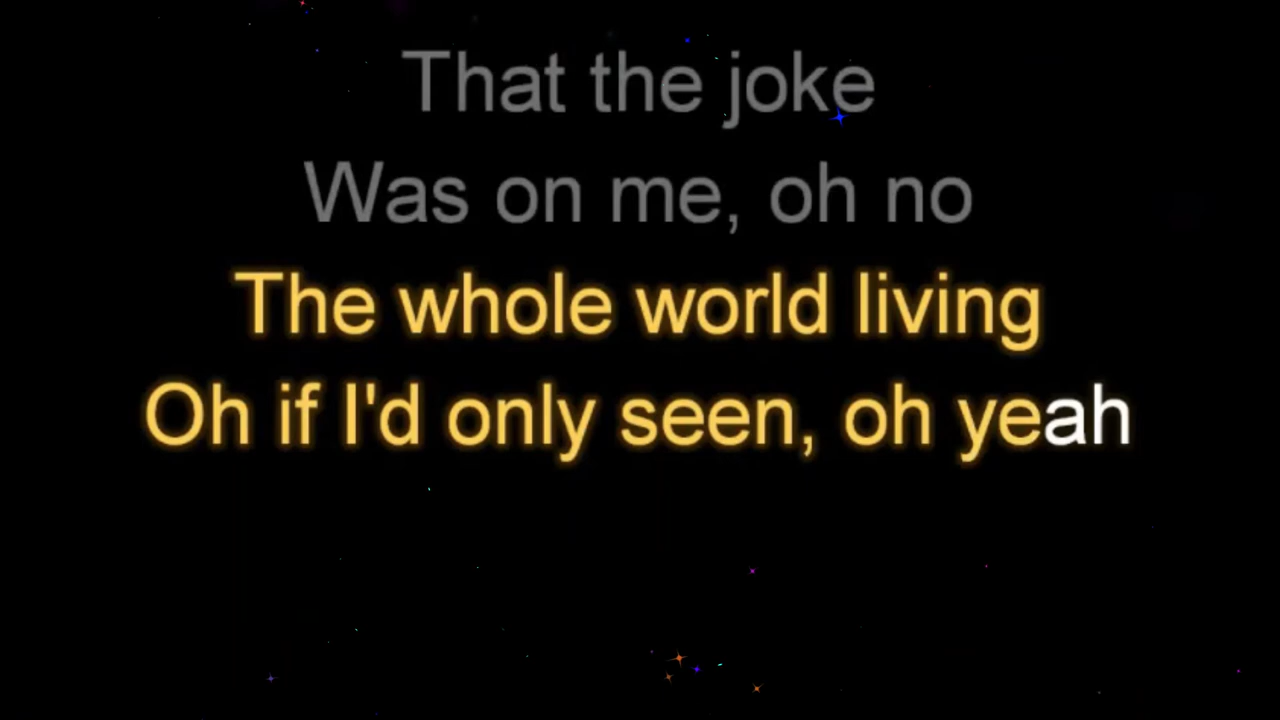 That the joke
Was on me, oh no
The whole world living
Oh if I'd only seen, oh yeah